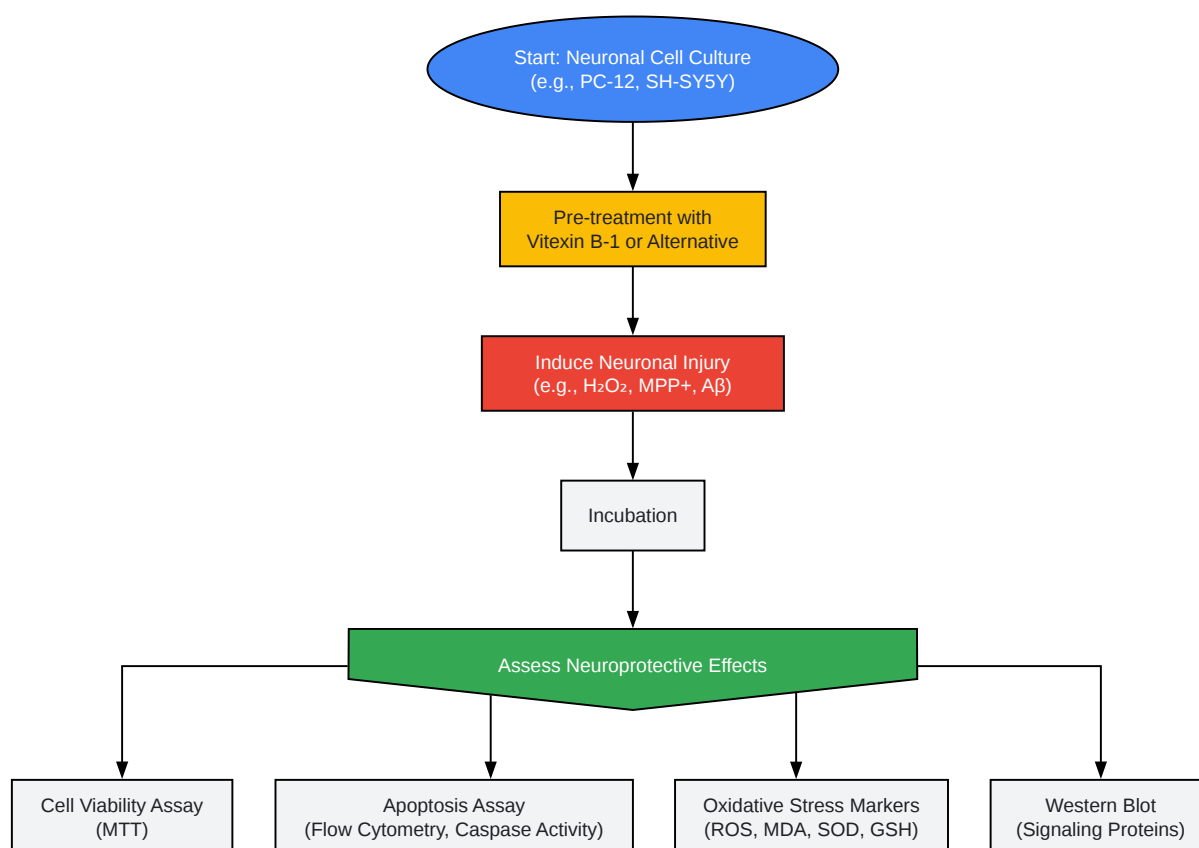 Start: Neuronal Cell Culture
(e.g., PC-12, SH-SY5Y)
Pre-treatment with
Vitexin B-1 or Alternative
Induce Neuronal Injury
(e.g., H₂O₂, MPP+, Aβ)
Incubation
Assess Neuroprotective Effects
Cell Viability Assay
(MTT)
Apoptosis Assay
(Flow Cytometry, Caspase Activity)
Oxidative Stress Markers
(ROS, MDA, SOD, GSH)
Western Blot
(Signaling Proteins)